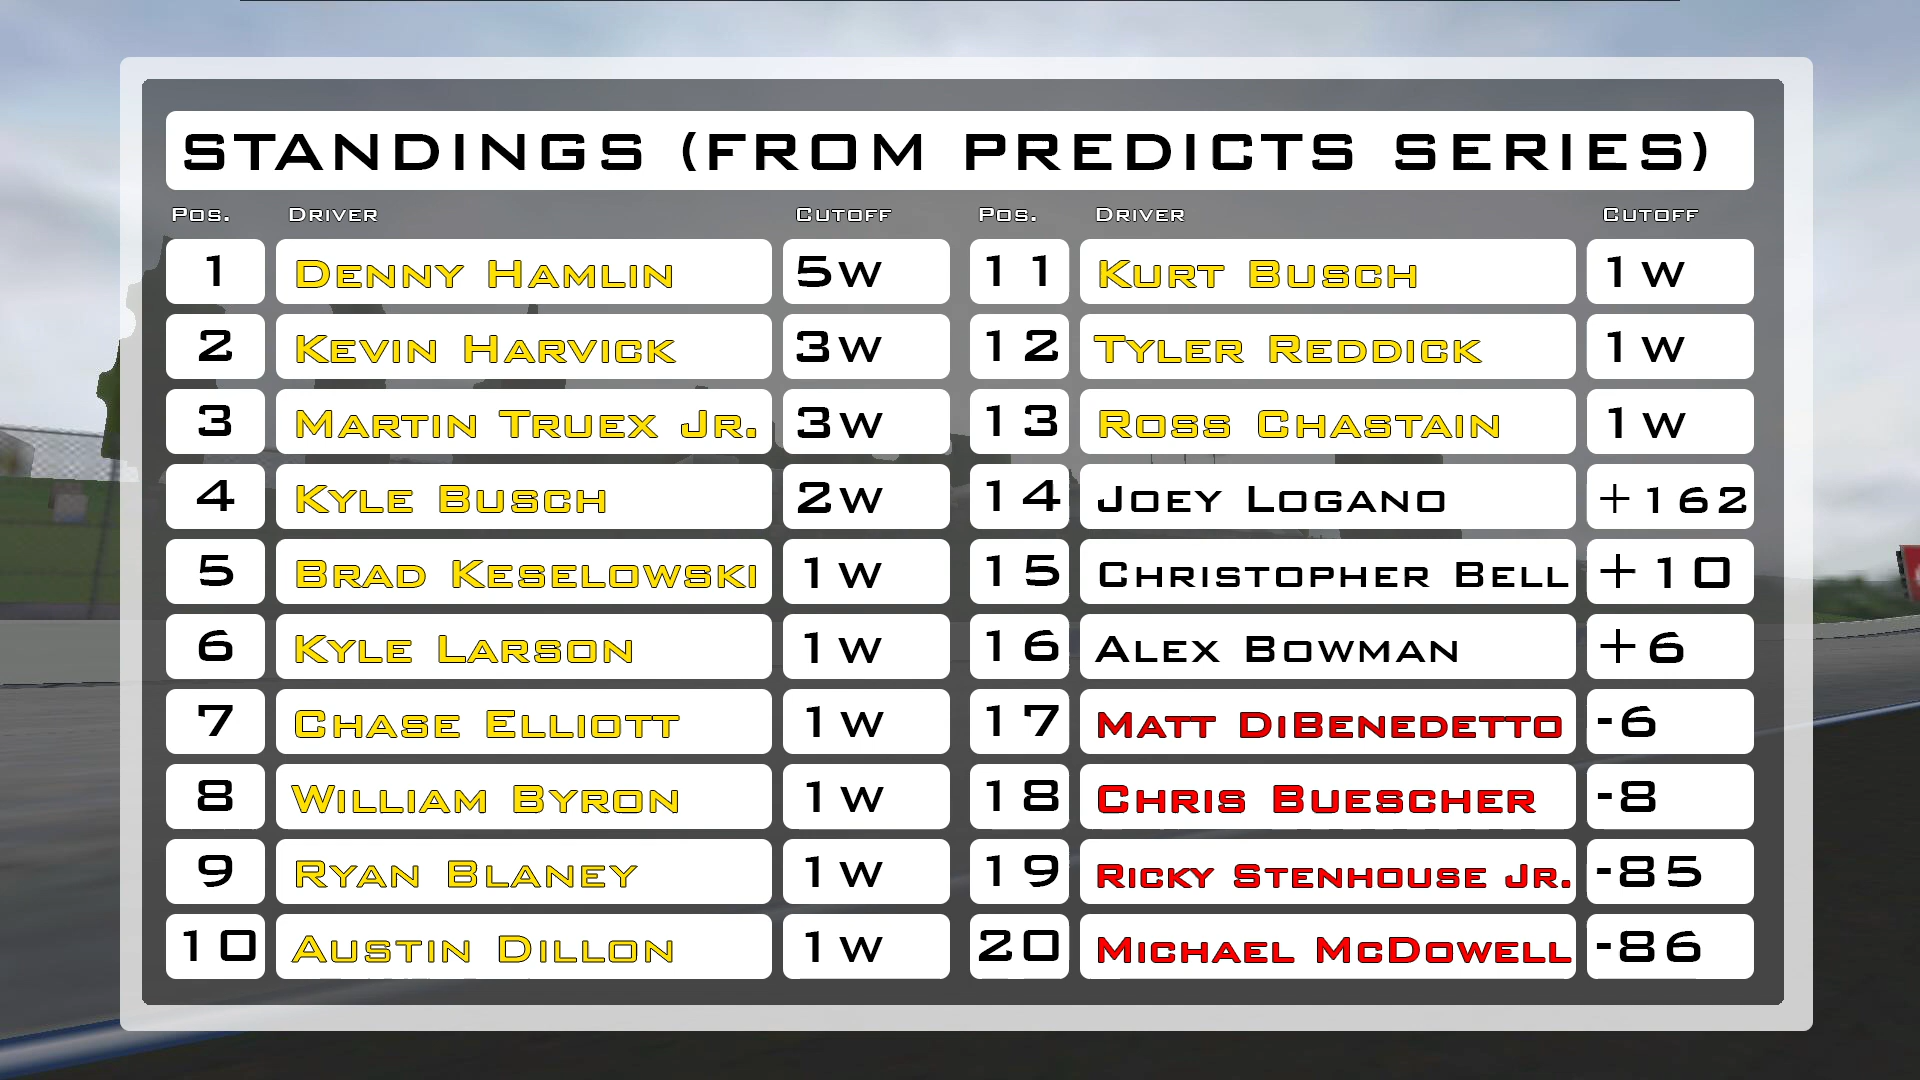 STANDINGS (FROM PREDICTS SERIES)
POS. DRIVER CUTOFF POS. DRIVER CUTOFF
1 DENNY HAMLIN 5W 11 KURT BUSCH 1W
2 KEVIN HARVICK 3W 12 TYLER REDDICK 1W
3 MARTIN TRUEX JR. 3W 13 ROSS CHASTAIN 1W
4 KYLE BUSCH 2W 14 JOEY LOGANO +162
5 BRAD KESELOWSKI 1W 15 CHRISTOPHER BELL +10
6 KYLE LARSON 1W 16 ALEX BOWMAN +6
7 CHASE ELLIOTT 1W 17 MATT DIBENEDETTO -6
8 WILLIAM BYRON 1W 18 CHRIS BUESCHER -8
9 RYAN BLANEY 1W 19 RICKY STENHOUSE JR. -85
10 AUSTIN DILLON 1W 20 MICHAEL MCDOWELL -86